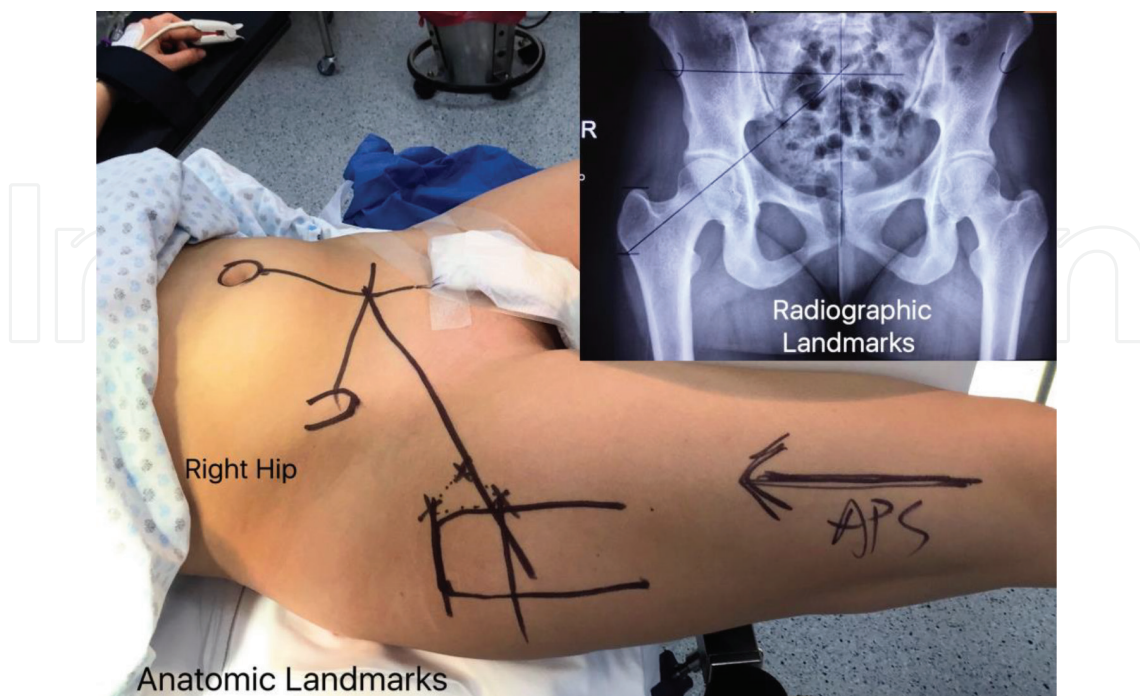 R
Radiographic
Landmarks
Right Hip
APS
Anatomic Landmarks